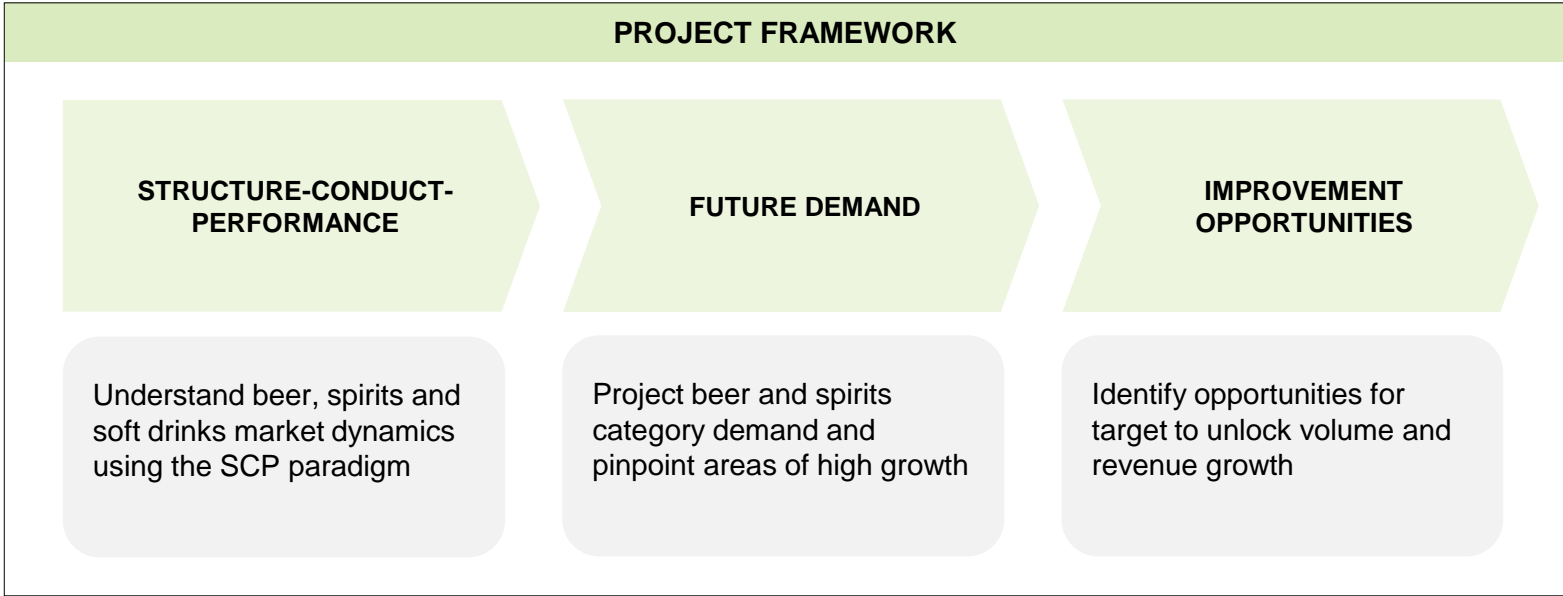 PROJECT FRAMEWORK
STRUCTURE-CONDUCT-
PERFORMANCE
FUTURE DEMAND
IMPROVEMENT
OPPORTUNITIES
Understand beer, spirits and
soft drinks market dynamics
using the SCP paradigm
Project beer and spirits
category demand and
pinpoint areas of high growth
Identify opportunities for
target to unlock volume and
revenue growth